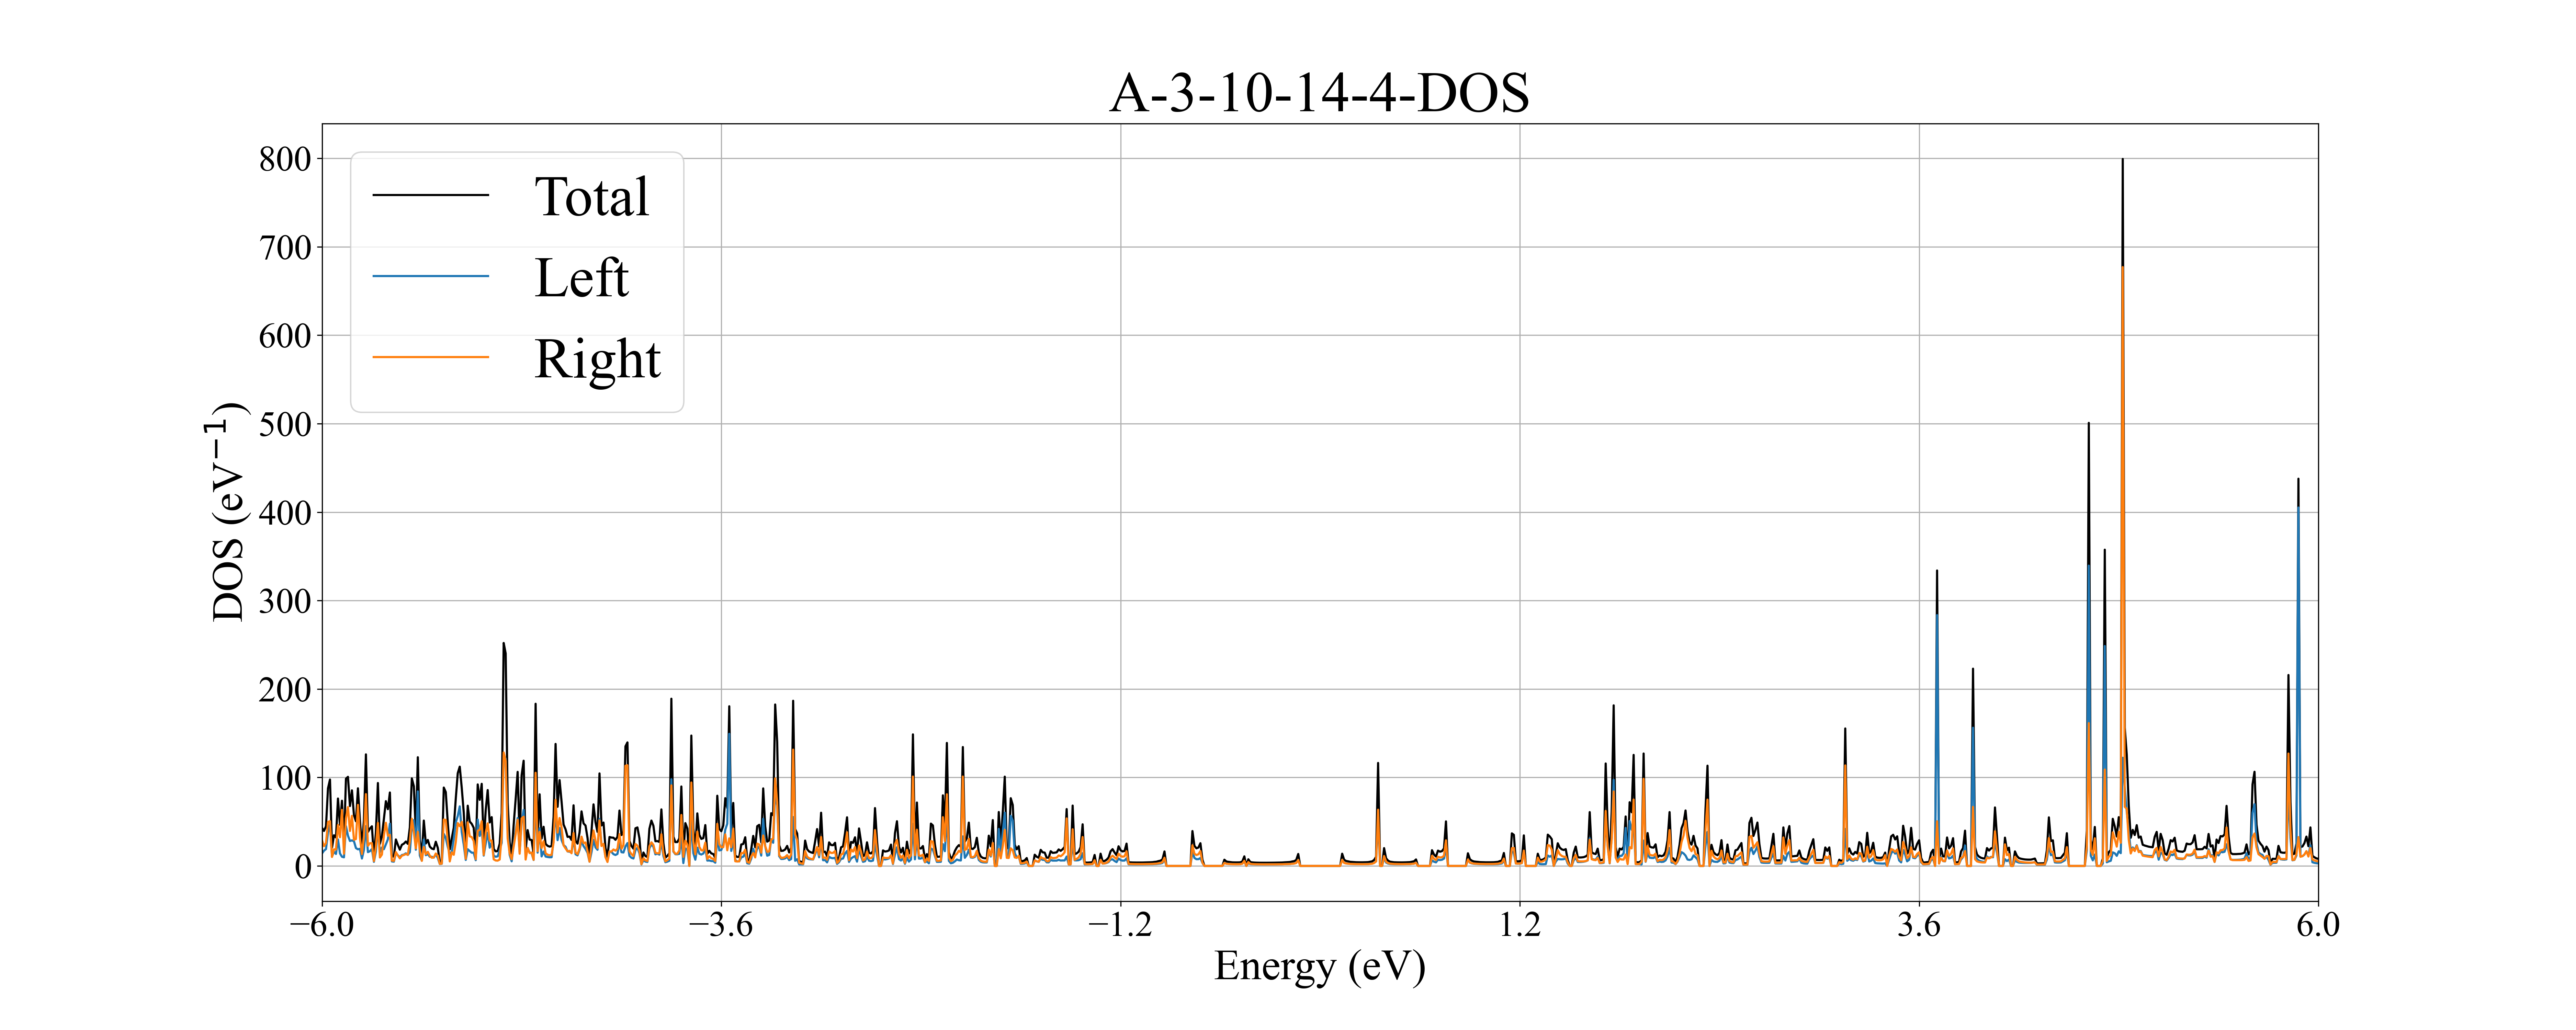 A-3-10-14-4-DOS
Total
Left
Right
DOS (eV⁻¹)
800
700
600
500
400
300
200
100
0
−6.0 −3.6 −1.2 1.2 3.6 6.0
Energy (eV)